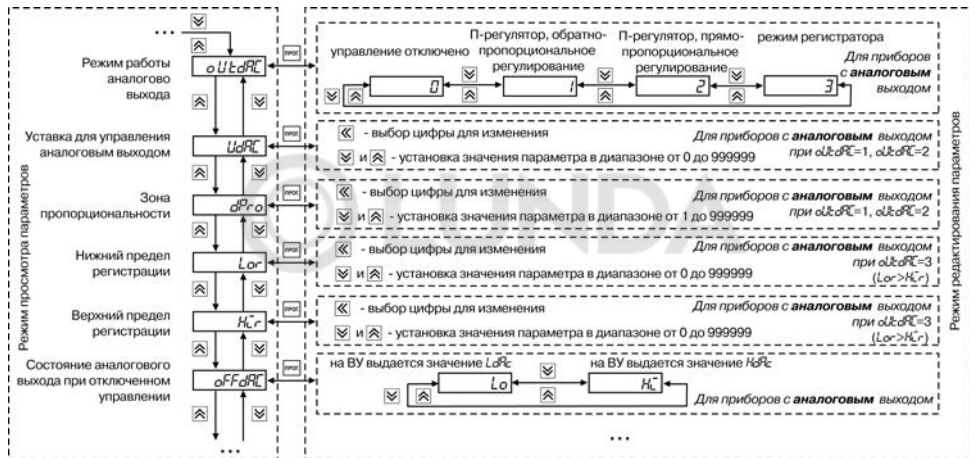 ...
Режим просмотра параметров
Режим работы
аналогово
выхода
oUtdAC
ПРОГ
управление отключено
П-регулятор, обратно-
пропорциональное
регулирование
П-регулятор, прямо-
пропорциональное
регулирование
режим регистратора
0
1
2
3
Для приборов
с аналоговым
выходом
Уставка для управления
аналоговым выходом
UdAC
ПРОГ
- выбор цифры для изменения
и - установка значения параметра в диапазоне от 0 до 999999
Для приборов с аналоговым выходом
при oUtdAC=1, oUtdAC=2
Зона
пропорциональности
dPro
ПРОГ
- выбор цифры для изменения
и - установка значения параметра в диапазоне от 1 до 999999
Для приборов с аналоговым выходом
при oUtdAC=1, oUtdAC=2
LUNDA
Нижний предел
регистрации
Lor
ПРОГ
- выбор цифры для изменения
и - установка значения параметра в диапазоне от 0 до 999999
Для приборов с аналоговым выходом
при oUtdAC=3
(Lor>Hir)
Верхний предел
регистрации
Hir
ПРОГ
- выбор цифры для изменения
и - установка значения параметра в диапазоне от 0 до 999999
Для приборов с аналоговым выходом
при oUtdAC=3
(Lor>Hir)
Состояние аналогового
выхода при отключенном
управлении
oFFdAC
ПРОГ
на ВУ выдается значение LdAc
на ВУ выдается значение HdAc
Lo
Hi
Для приборов с аналоговым выходом
...
...
Режим редактирования параметров